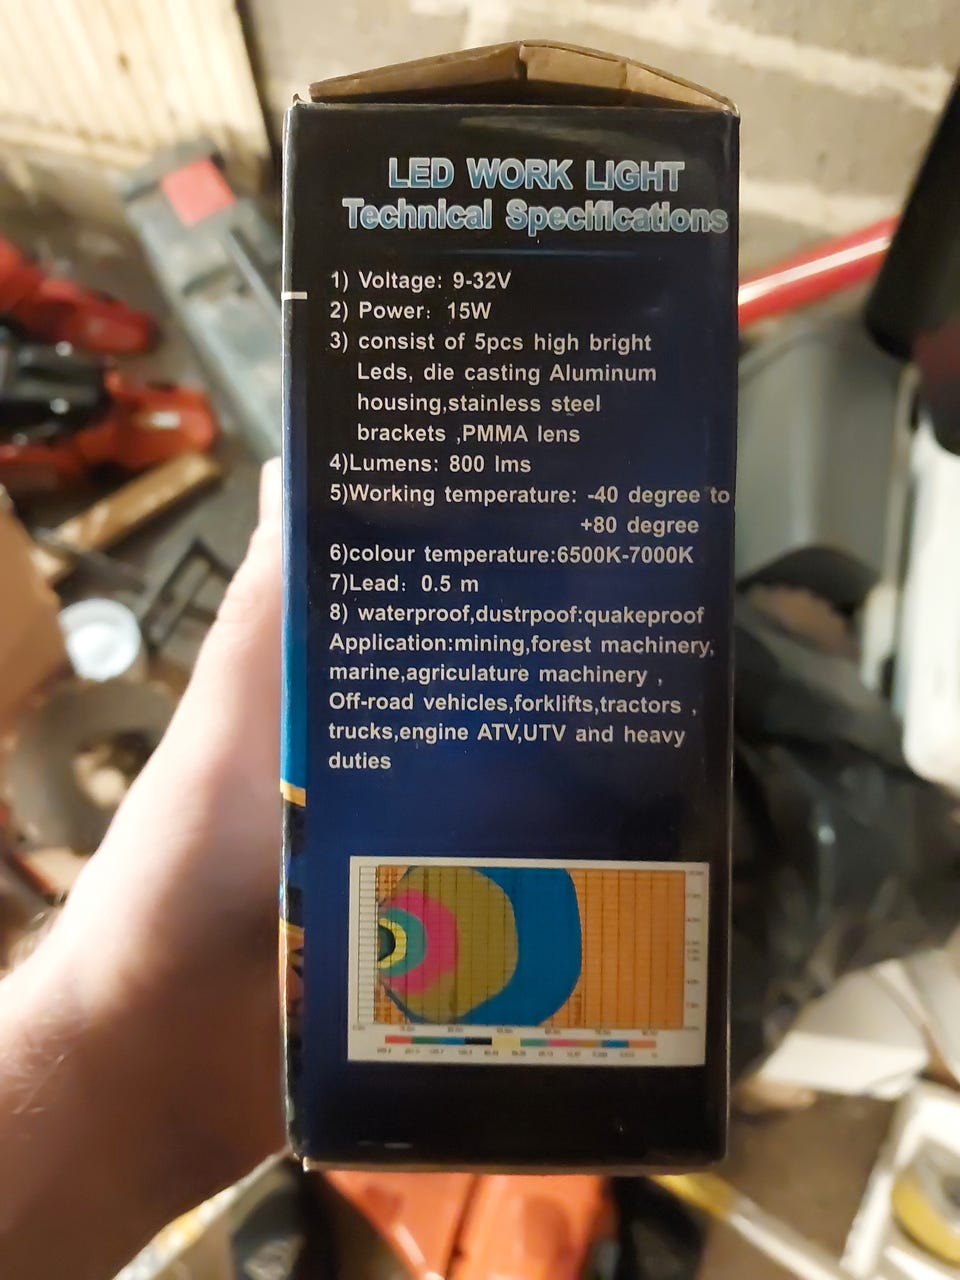 LED WORK LIGHT
Technical Specifications
1) Voltage: 9-32V
2) Power: 15W
3) consist of 5pcs high bright
Leds, die casting Aluminum
housing,stainless steel
brackets ,PMMA lens
4)Lumens: 800 lms
5)Working temperature: -40 degree to
+80 degree
6)colour temperature:6500K-7000K
7)Lead: 0.5 m
8) waterproof,dustrpoof:quakeproof
Application:mining,forest machinery,
marine,agriculature machinery ,
Off-road vehicles,forklifts,tractors ,
trucks,engine ATV,UTV and heavy
duties